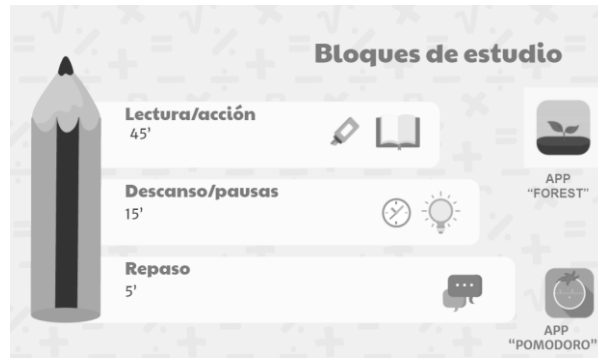 Bloques de estudio
Lectura/acción
45'
Descanso/pausas
15'
Repaso
5'
APP
"FOREST"
APP
"POMODORO"